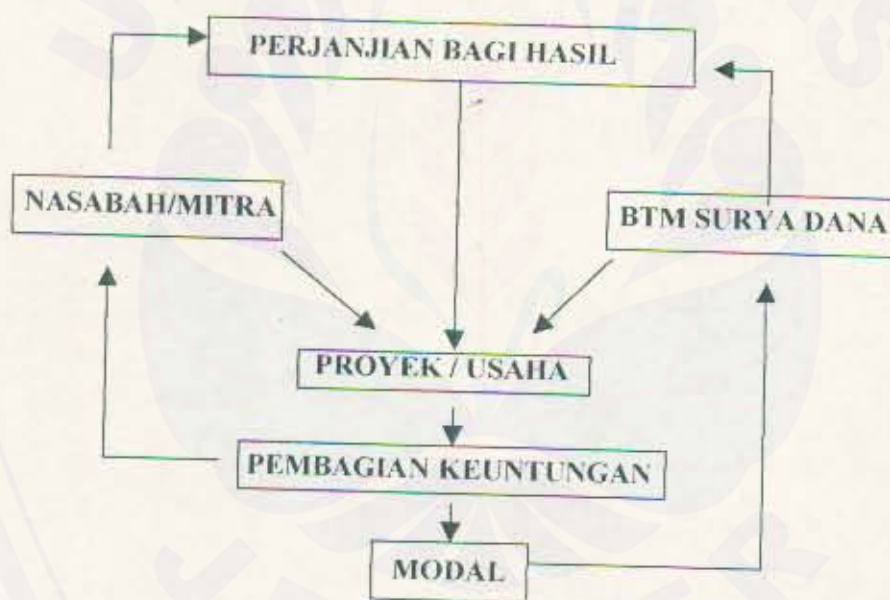 PERJANJIAN BAGI HASIL
NASABAH/MITRA
BTM SURYA DANA
PROYEK / USAHA
PEMBAGIAN KEUNTUNGAN
MODAL